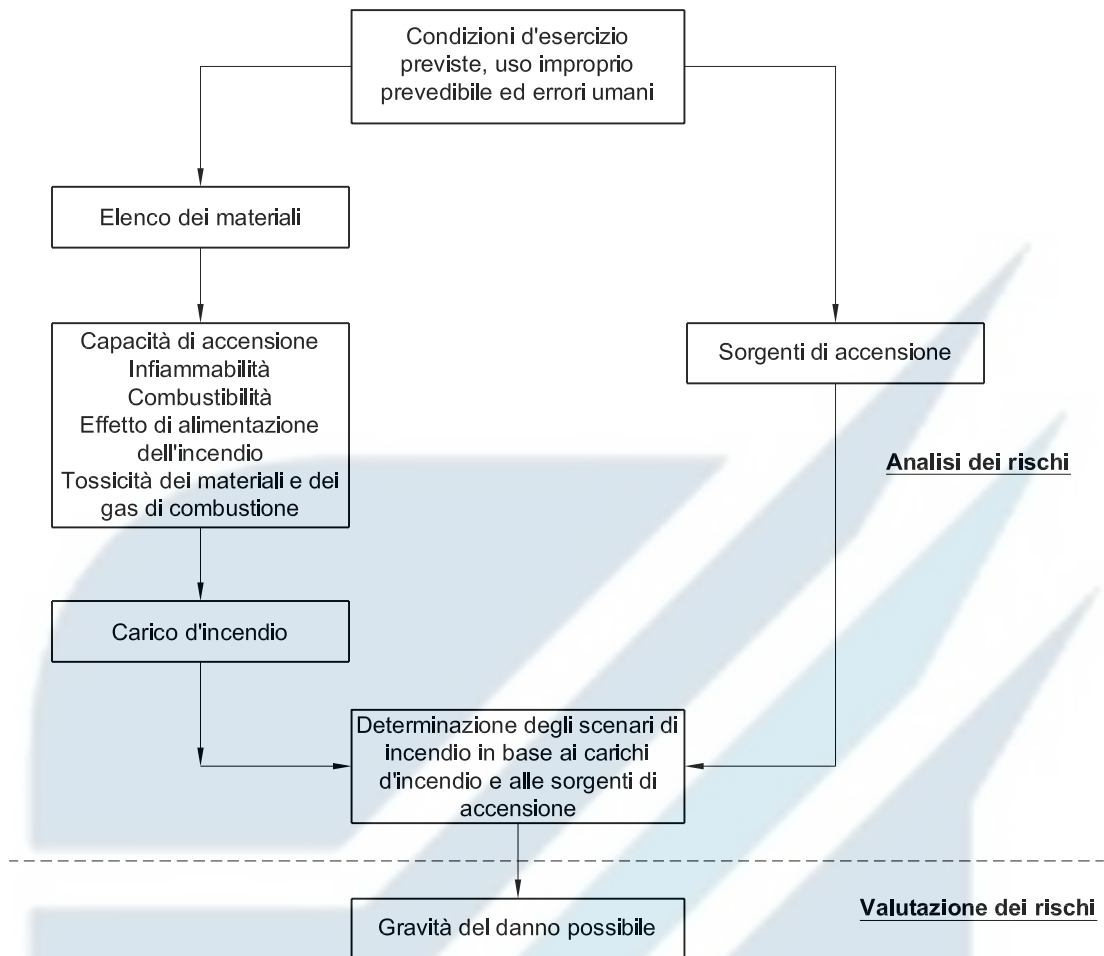 Condizioni d'esercizio
previste, uso improprio
prevedibile ed errori umani
Elenco dei materiali
Capacità di accensione
Infiammabilità
Combustibilità
Effetto di alimentazione
dell'incendio
Tossicità dei materiali e dei
gas di combustione
Sorgenti di accensione
Analisi dei rischi
Carico d'incendio
Determinazione degli scenari di
incendio in base ai carichi
d'incendio e alle sorgenti di
accensione
Gravità del danno possibile
Valutazione dei rischi